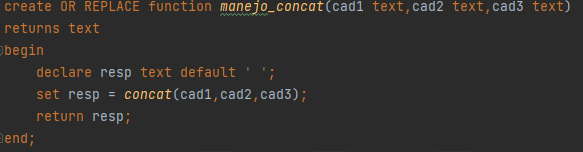 create OR REPLACE function manejo_concat(cad1 text,cad2 text,cad3 text)
returns text
begin
    declare resp text default ' ';
    set resp = concat(cad1,cad2,cad3);
    return resp;
end;